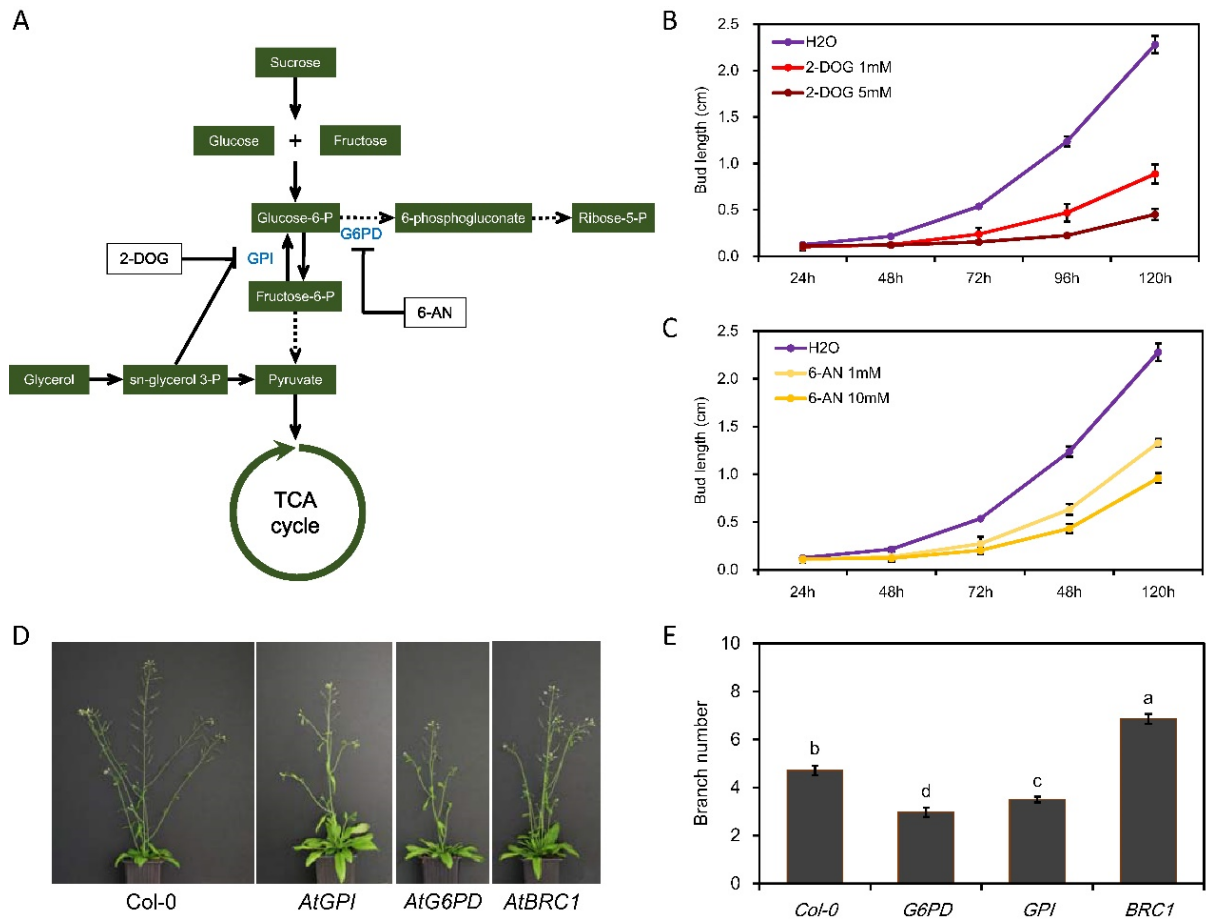 A
Sucrose
Glucose
+
Fructose
Glucose-6-P
6-phosphogluconate
Ribose-5-P
G6PD
2-DOG
GPI
Fructose-6-P
6-AN
Glycerol
sn-glycerol 3-P
Pyruvate
TCA
cycle
B
H2O
2-DOG 1mM
2-DOG 5mM
Bud length (cm)
2.5
2.0
1.5
1.0
0.5
0.0
24h 48h 72h 96h 120h
C
H2O
6-AN 1mM
6-AN 10mM
Bud length (cm)
2.5
2.0
1.5
1.0
0.5
0.0
24h 48h 72h 48h 120h
D
Col-0 AtGPI AtG6PD AtBRC1
E
Branch number
10
8
6
4
2
0
b
d
c
a
Col-0 G6PD GPI BRC1